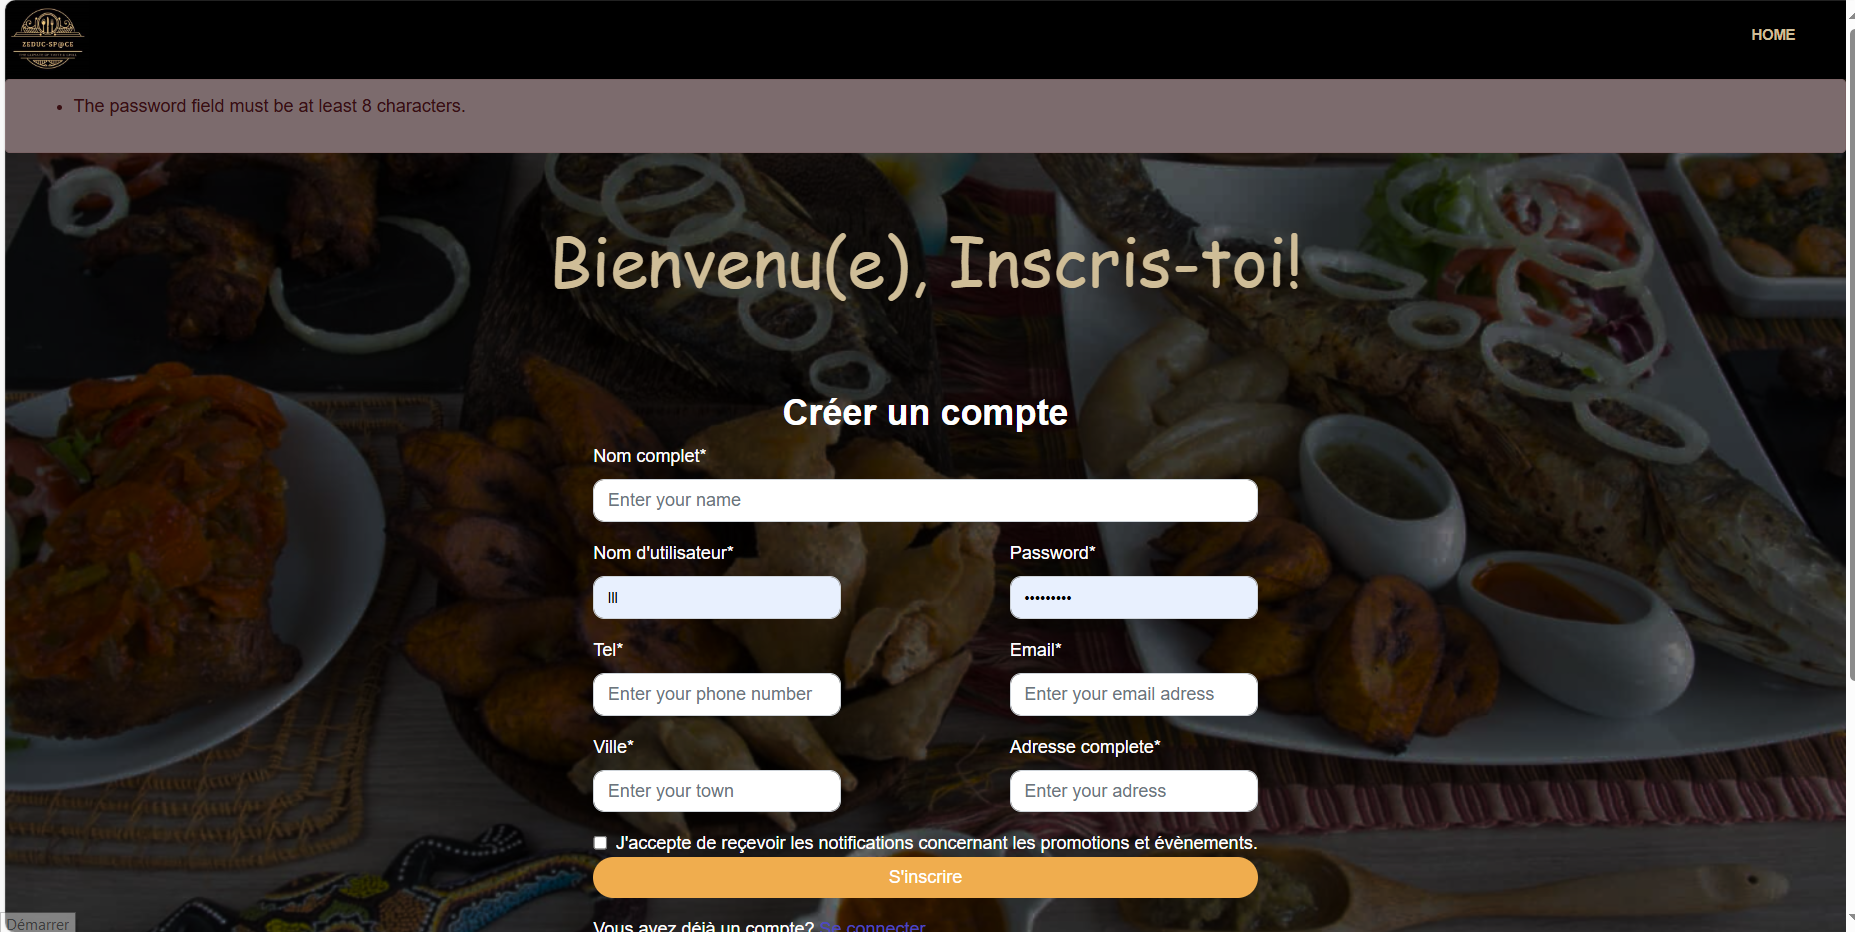 ZEDUC-SP@CE
HOME
• The password field must be at least 8 characters.
Bienvenu(e), Inscris-toi!
Créer un compte
Nom complet*
Enter your name
Nom d'utilisateur* Password*
lll •••••••••
Tel* Email*
Enter your phone number Enter your email adress
Ville* Adresse complete*
Enter your town Enter your adress
J'accepte de reçevoir les notifications concernant les promotions et évènements.
S'inscrire
Vous avez déjà un compte? Se connecter
Démarrer